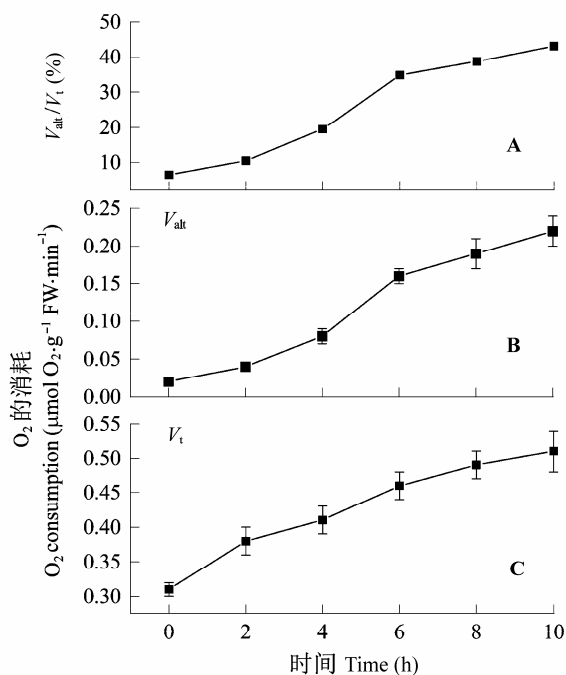 50
40
30
20
10
Valt/Vt (%)
A
0.25
0.20
0.15
0.10
0.05
0.00
Valt
B
O2的消耗
O2 consumption (μmol O2·g⁻¹ FW·min⁻¹)
0.55
0.50
0.45
0.40
0.35
0.30
Vt
C
0 2 4 6 8 10
时间 Time (h)